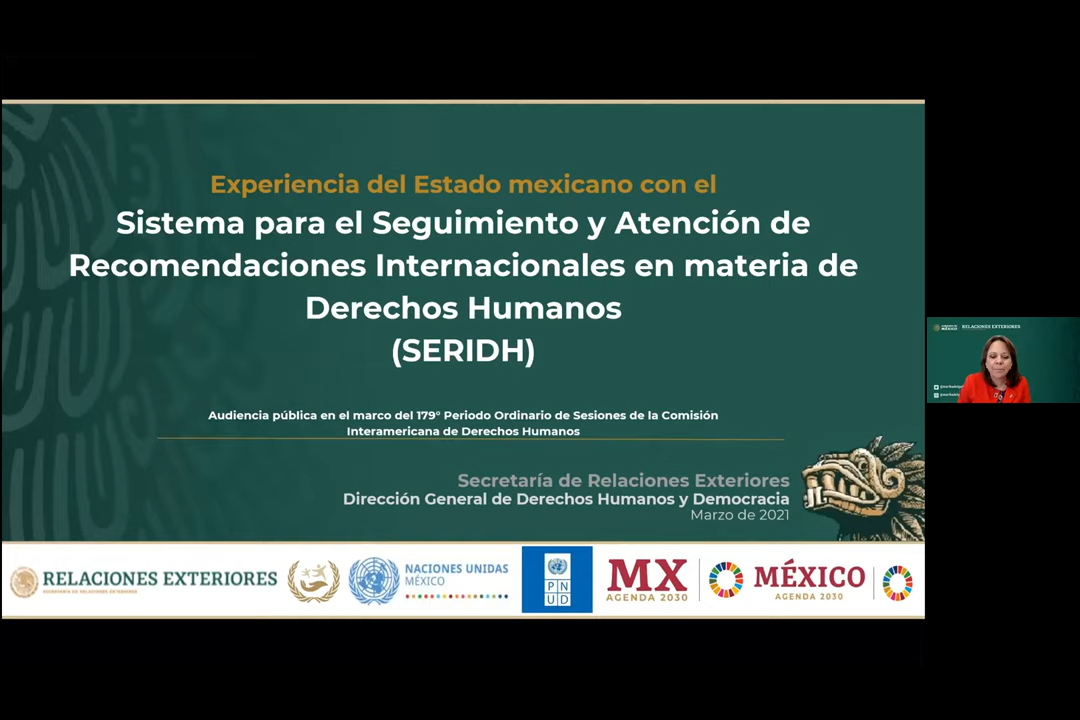 Experiencia del Estado mexicano con el
Sistema para el Seguimiento y Atención de
Recomendaciones Internacionales en materia de
Derechos Humanos
(SERIDH)
Audiencia pública en el marco del 179° Periodo Ordinario de Sesiones de la Comisión
Interamericana de Derechos Humanos
Secretaría de Relaciones Exteriores
Dirección General de Derechos Humanos y Democracia
Marzo de 2021
RELACIONES EXTERIORES
SECRETARÍA DE RELACIONES EXTERIORES
NACIONES UNIDAS
MÉXICO
PN
UD
MX
AGENDA 2030
MÉXICO
AGENDA 2030
MÉXICO
RELACIONES EXTERIORES